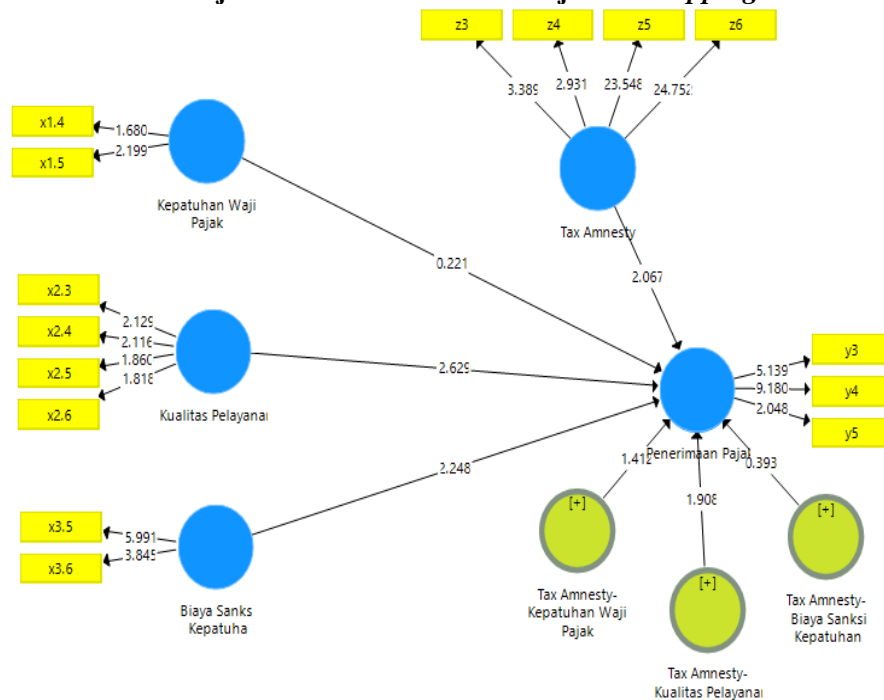 z3
z4
z5
z6
3.389
2.931
23.548
24.752
x1.4
x1.5
1.680
2.199
Kepatuhan Waji
Pajak
Tax Amnesty
0.221
2.067
x2.3
x2.4
x2.5
x2.6
2.129
2.116
1.860
1.818
Kualitas Pelayanan
2.629
y3
y4
y5
5.139
9.180
2.048
Penerimaan Pajak
2.248
x3.5
x3.6
5.991
3.845
Biaya Sanks
Kepatuha
1.412
1.908
0.393
[+]
[+]
[+]
Tax Amnesty-
Kepatuhan Waji
Pajak
Tax Amnesty-
Kualitas Pelayanan
Tax Amnesty-
Biaya Sanksi
Kepatuhan